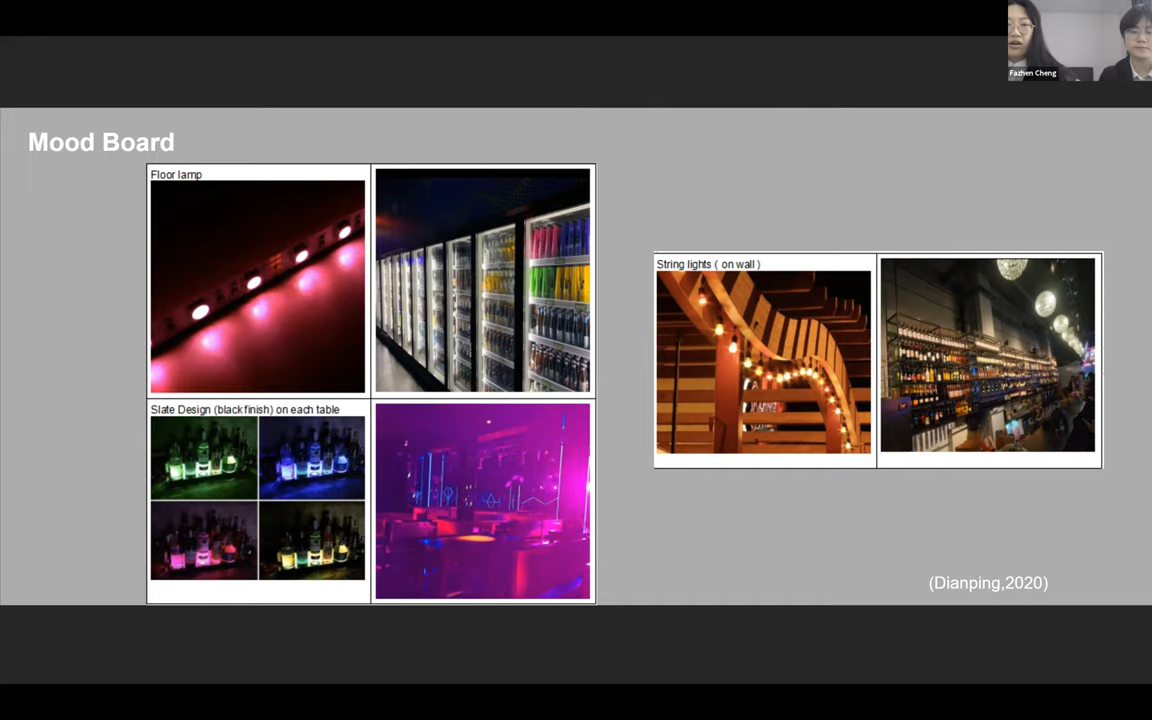 Fazhen Cheng
Mood Board
Floor lamp
Slate Design (black finish) on each table
String lights ( on wall )
(Dianping,2020)